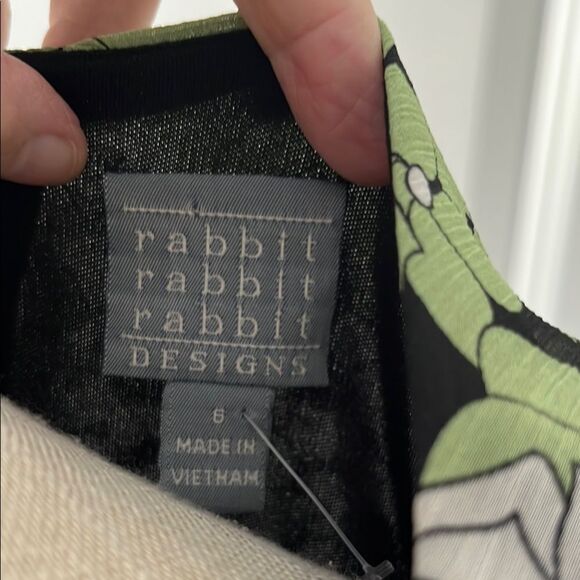 rabbit
rabbit
rabbit
DESIGNS
6
MADE IN
VIETNAM